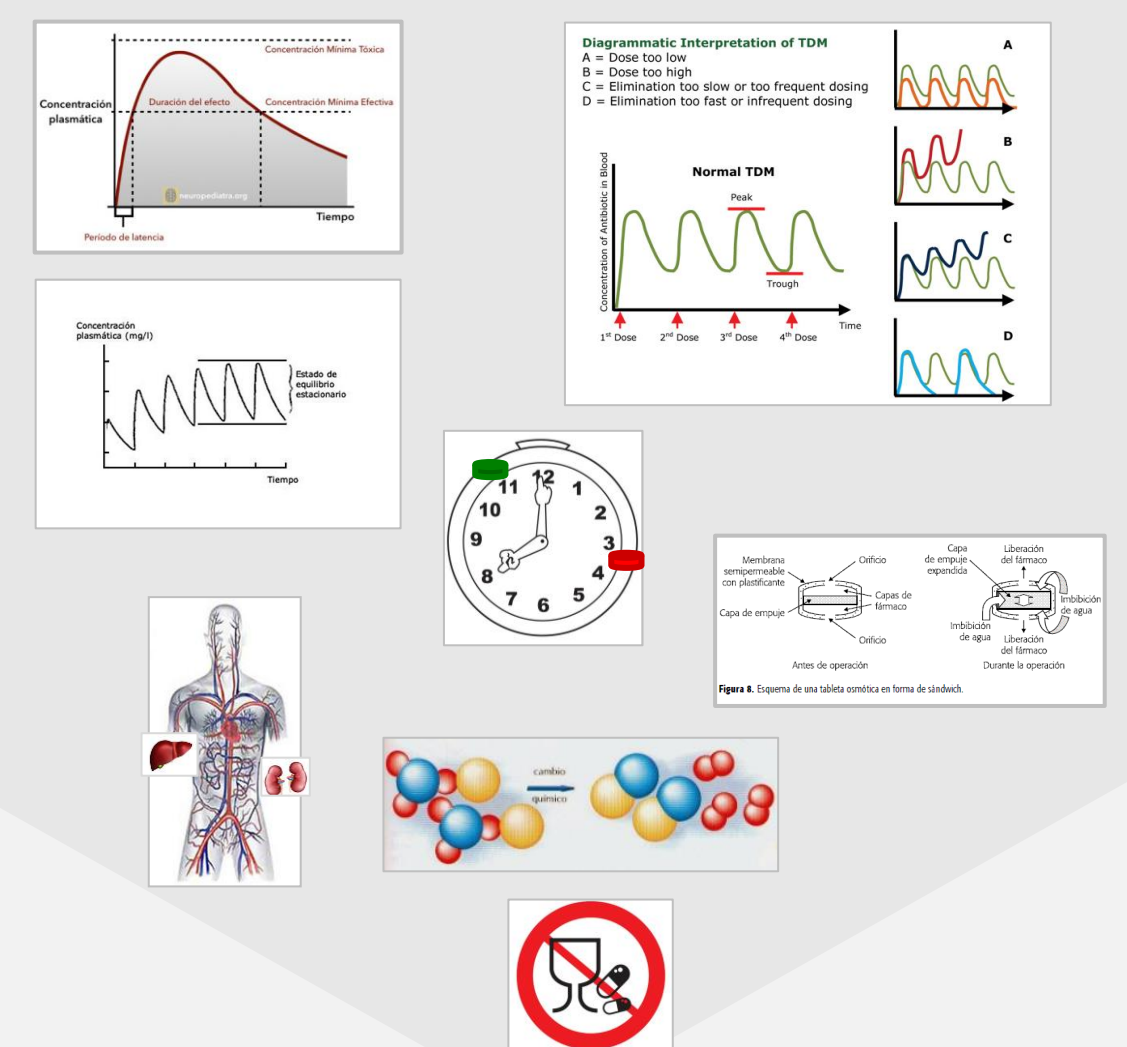 Concentración Mínima Tóxica
Concentración
plasmática
Duración del efecto
Concentración Mínima Efectiva
neuropediatra.org
Tiempo
Período de latencia
Diagrammatic Interpretation of TDM
A = Dose too low
B = Dose too high
C = Elimination too slow or too frequent dosing
D = Elimination too fast or infrequent dosing
Normal TDM
Concentration of Antibiotic in Blood
Peak
Trough
Time
1st Dose
2nd Dose
3rd Dose
4th Dose
A
B
C
D
Concentración
plasmática (mg/l)
Estado de
equilibrio
estacionario
Tiempo
12
1
2
3
4
5
6
7
8
9
10
11
Membrana
semipermeable
con plastificante
Orificio
Capas de
fármaco
Capa de empuje
Orificio
Antes de operación
Capa
de empuje
expandida
Liberación
del fármaco
Imbibición
de agua
Imbibición
de agua
Liberación
del fármaco
Durante la operación
Figura 8. Esquema de una tableta osmótica en forma de sándwich.
cambio
químico